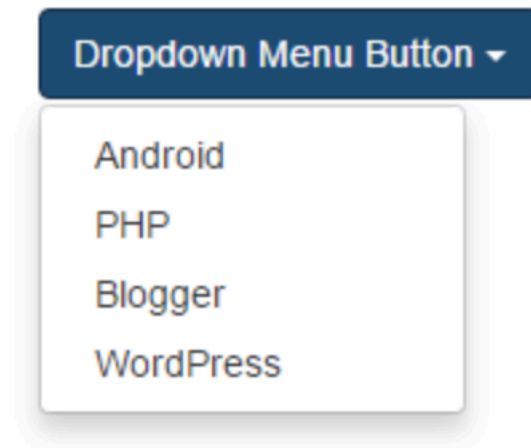 Dropdown Menu Button
Android
PHP
Blogger
WordPress